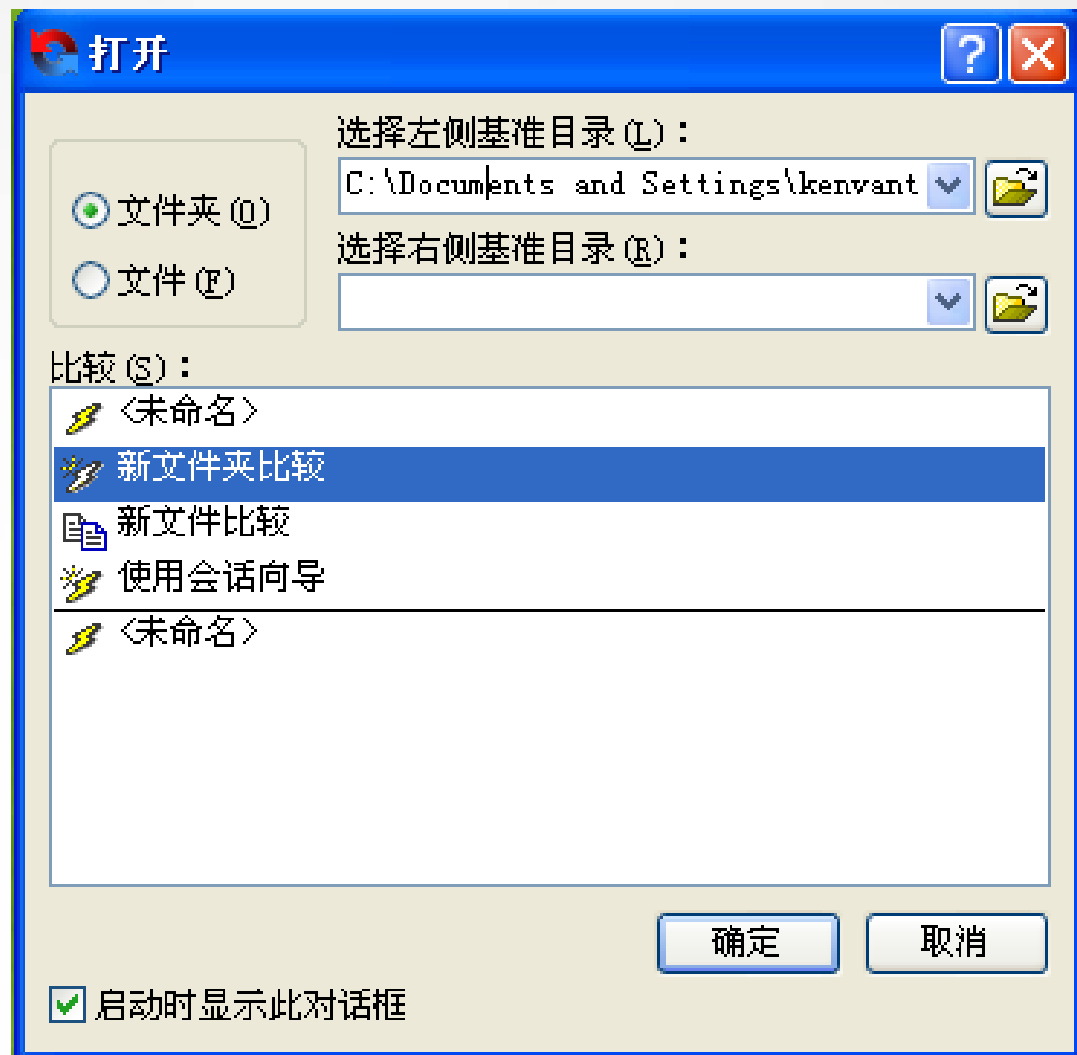 打开
选择左侧基准目录(L)：
C:\Documents and Settings\kenvant
文件夹(O)
选择右侧基准目录(R)：
文件(F)
比较(S)：
<未命名>
新文件夹比较
新文件比较
使用会话向导
<未命名>
确定
取消
启动时显示此对话框